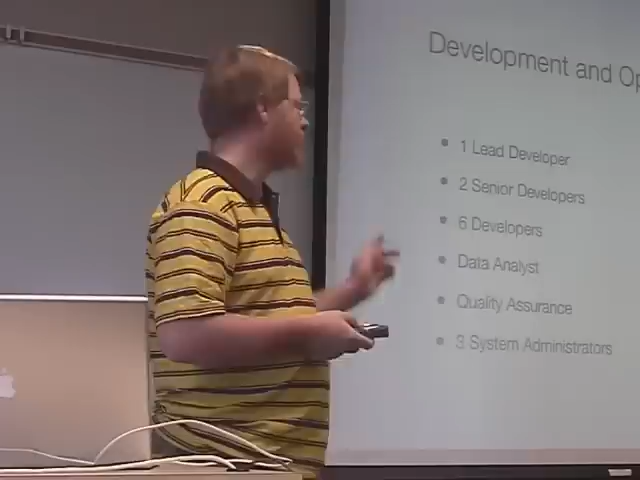 Development and Op
1 Lead Developer
2 Senior Developers
6 Developers
Data Analyst
Quality Assurance
3 System Administrators